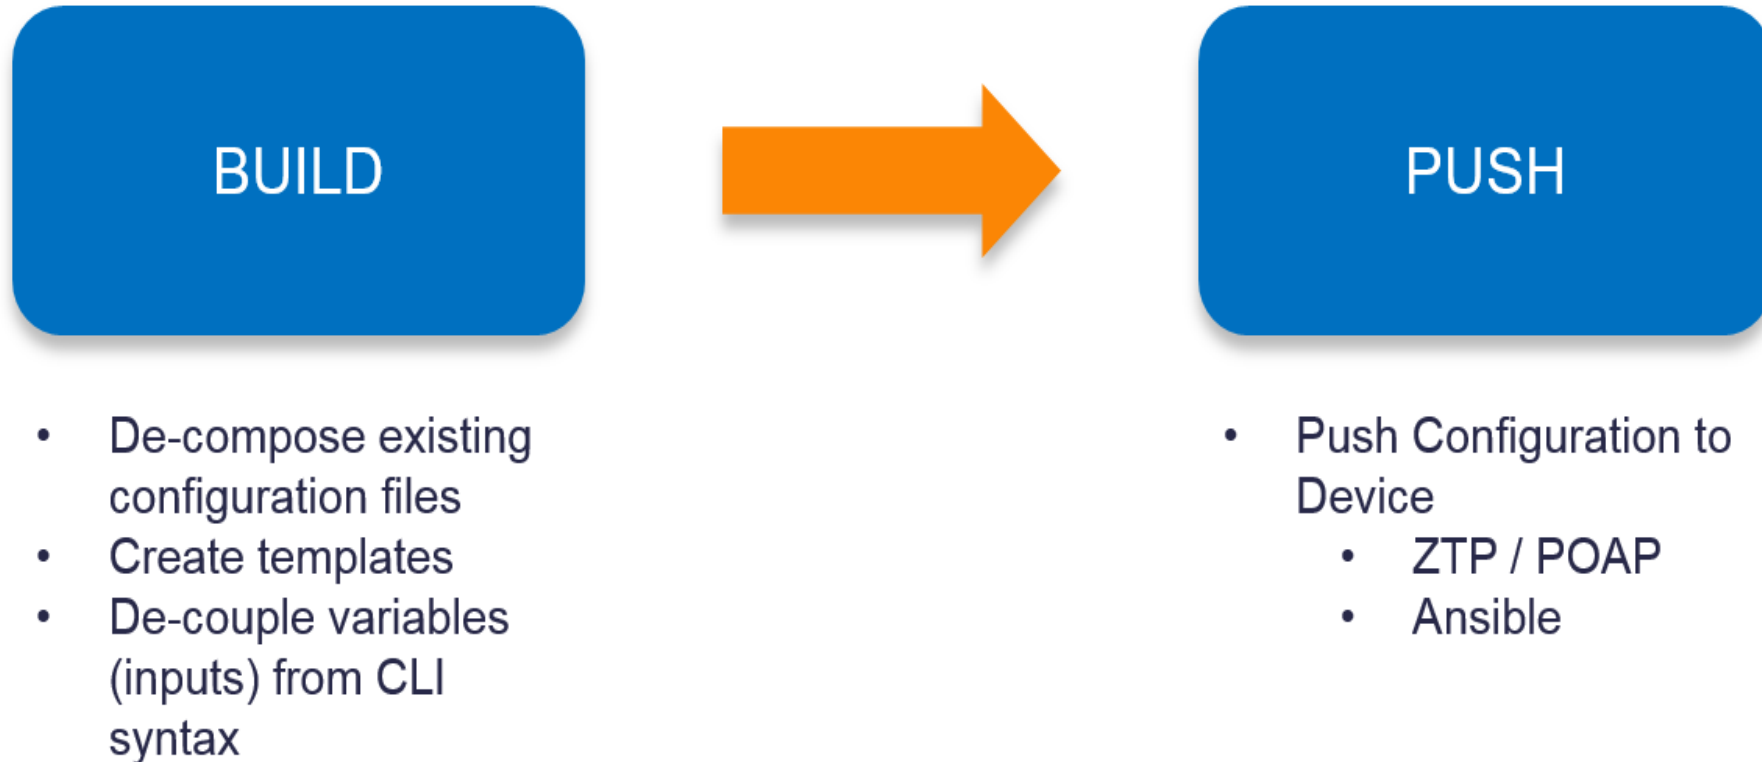 BUILD
• De-compose existing
configuration files
• Create templates
• De-couple variables
(inputs) from CLI
syntax
PUSH
• Push Configuration to
Device
• ZTP / POAP
• Ansible